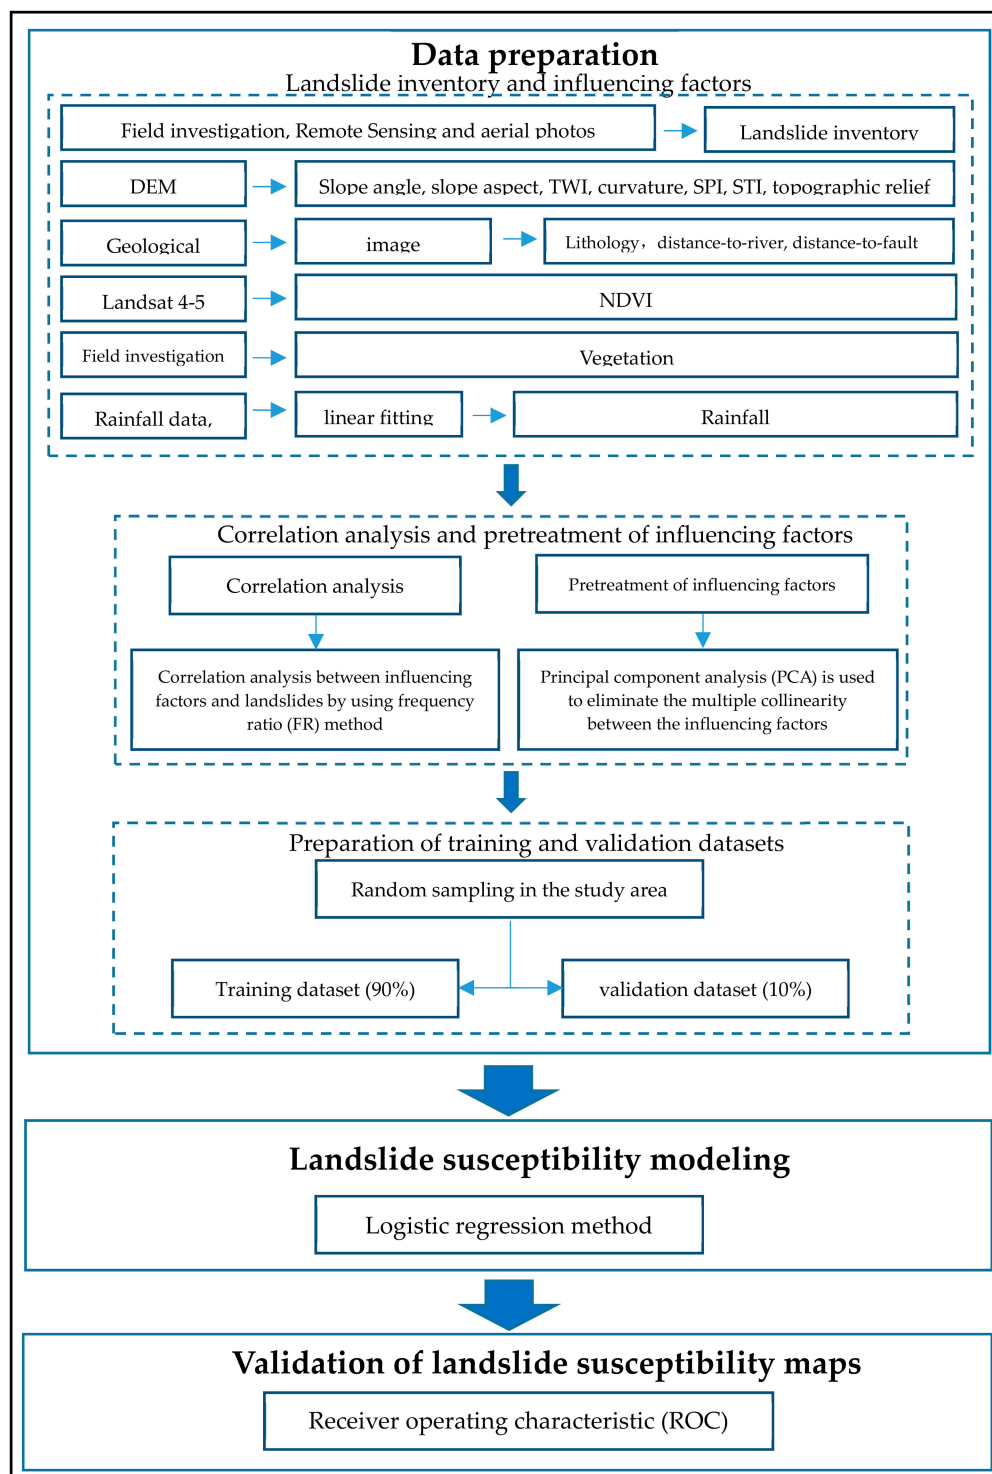 Data preparation
Landslide inventory and influencing factors
Field investigation, Remote Sensing and aerial photos
Landslide inventory
DEM
Slope angle, slope aspect, TWI, curvature, SPI, STI, topographic relief
Geological
image
Lithology，distance-to-river, distance-to-fault
Landsat 4-5
NDVI
Field investigation
Vegetation
Rainfall data,
linear fitting
Rainfall
Correlation analysis and pretreatment of influencing factors
Correlation analysis
Pretreatment of influencing factors
Correlation analysis between influencing
factors and landslides by using frequency
ratio (FR) method
Principal component analysis (PCA) is used
to eliminate the multiple collinearity
between the influencing factors
Preparation of training and validation datasets
Random sampling in the study area
Training dataset (90%)
validation dataset (10%)
Landslide susceptibility modeling
Logistic regression method
Validation of landslide susceptibility maps
Receiver operating characteristic (ROC)